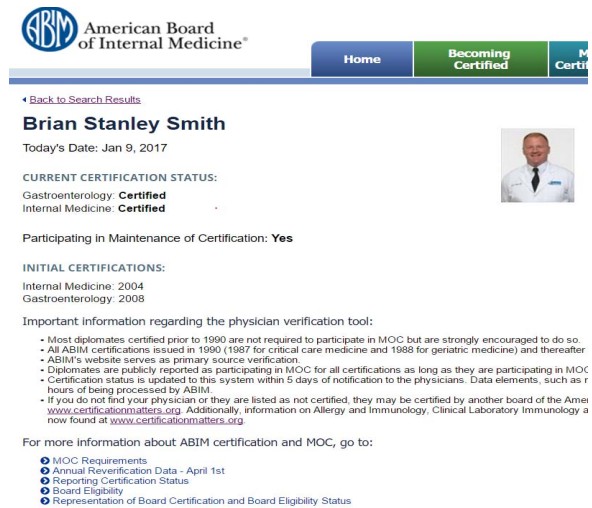 ABIM
American Board
of Internal Medicine®
Home
Becoming
Certified
M
Certif
Back to Search Results
Brian Stanley Smith
Today's Date: Jan 9, 2017
CURRENT CERTIFICATION STATUS:
Gastroenterology: Certified
Internal Medicine: Certified
Participating in Maintenance of Certification: Yes
INITIAL CERTIFICATIONS:
Internal Medicine: 2004
Gastroenterology: 2008
Important information regarding the physician verification tool:
• Most diplomates certified prior to 1990 are not required to participate in MOC but are strongly encouraged to do so.
• All ABIM certifications issued in 1990 (1987 for critical care medicine and 1988 for geriatric medicine) and thereafter
• ABIM's website serves as primary source verification.
• Diplomates are publicly reported as participating in MOC for all certifications as long as they are participating in MOC
• Certification status is updated to this system within 5 days of notification to the physicians. Data elements, such as r
hours of being processed by ABIM.
• If you do not find your physician or they are listed as not certified, they may be certified by another board of the Amer
www.certificationmatters.org. Additionally, information on Allergy and Immunology, Clinical Laboratory Immunology a
now found at www.certificationmatters.org.
For more information about ABIM certification and MOC, go to:
MOC Requirements
Annual Reverification Data - April 1st
Reporting Certification Status
Board Eligibility
Representation of Board Certification and Board Eligibility Status